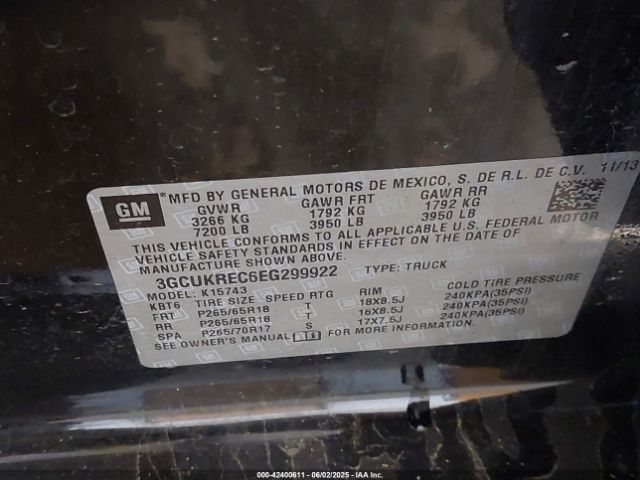 GM
MFD BY GENERAL MOTORS DE MEXICO, S. DE R.L. DE C.V. 11/13
GVWR GAWR FRT GAWR RR
3266 KG 1792 KG 1792 KG
7200 LB 3950 LB 3950 LB
THIS VEHICLE CONFORMS TO ALL APPLICABLE U.S. FEDERAL MOTOR
VEHICLE SAFETY STANDARDS IN EFFECT ON THE DATE OF
MANUFACTURE SHOWN ABOVE.
3GCUKREC6EG299922 TYPE: TRUCK
MODEL: K15743
KBT6 TIRE SIZE SPEED RTG RIM COLD TIRE PRESSURE
FRT P265/65R18 T 18X8.5J 240KPA(35PSI)
RR P265/65R18 T 18X8.5J 240KPA(35PSI)
SPA P265/70R17 S 17X7.5J 240KPA(35PSI)
SEE OWNER'S MANUAL FOR MORE INFORMATION.
000-42400611 - 06/02/2025 - IAA.